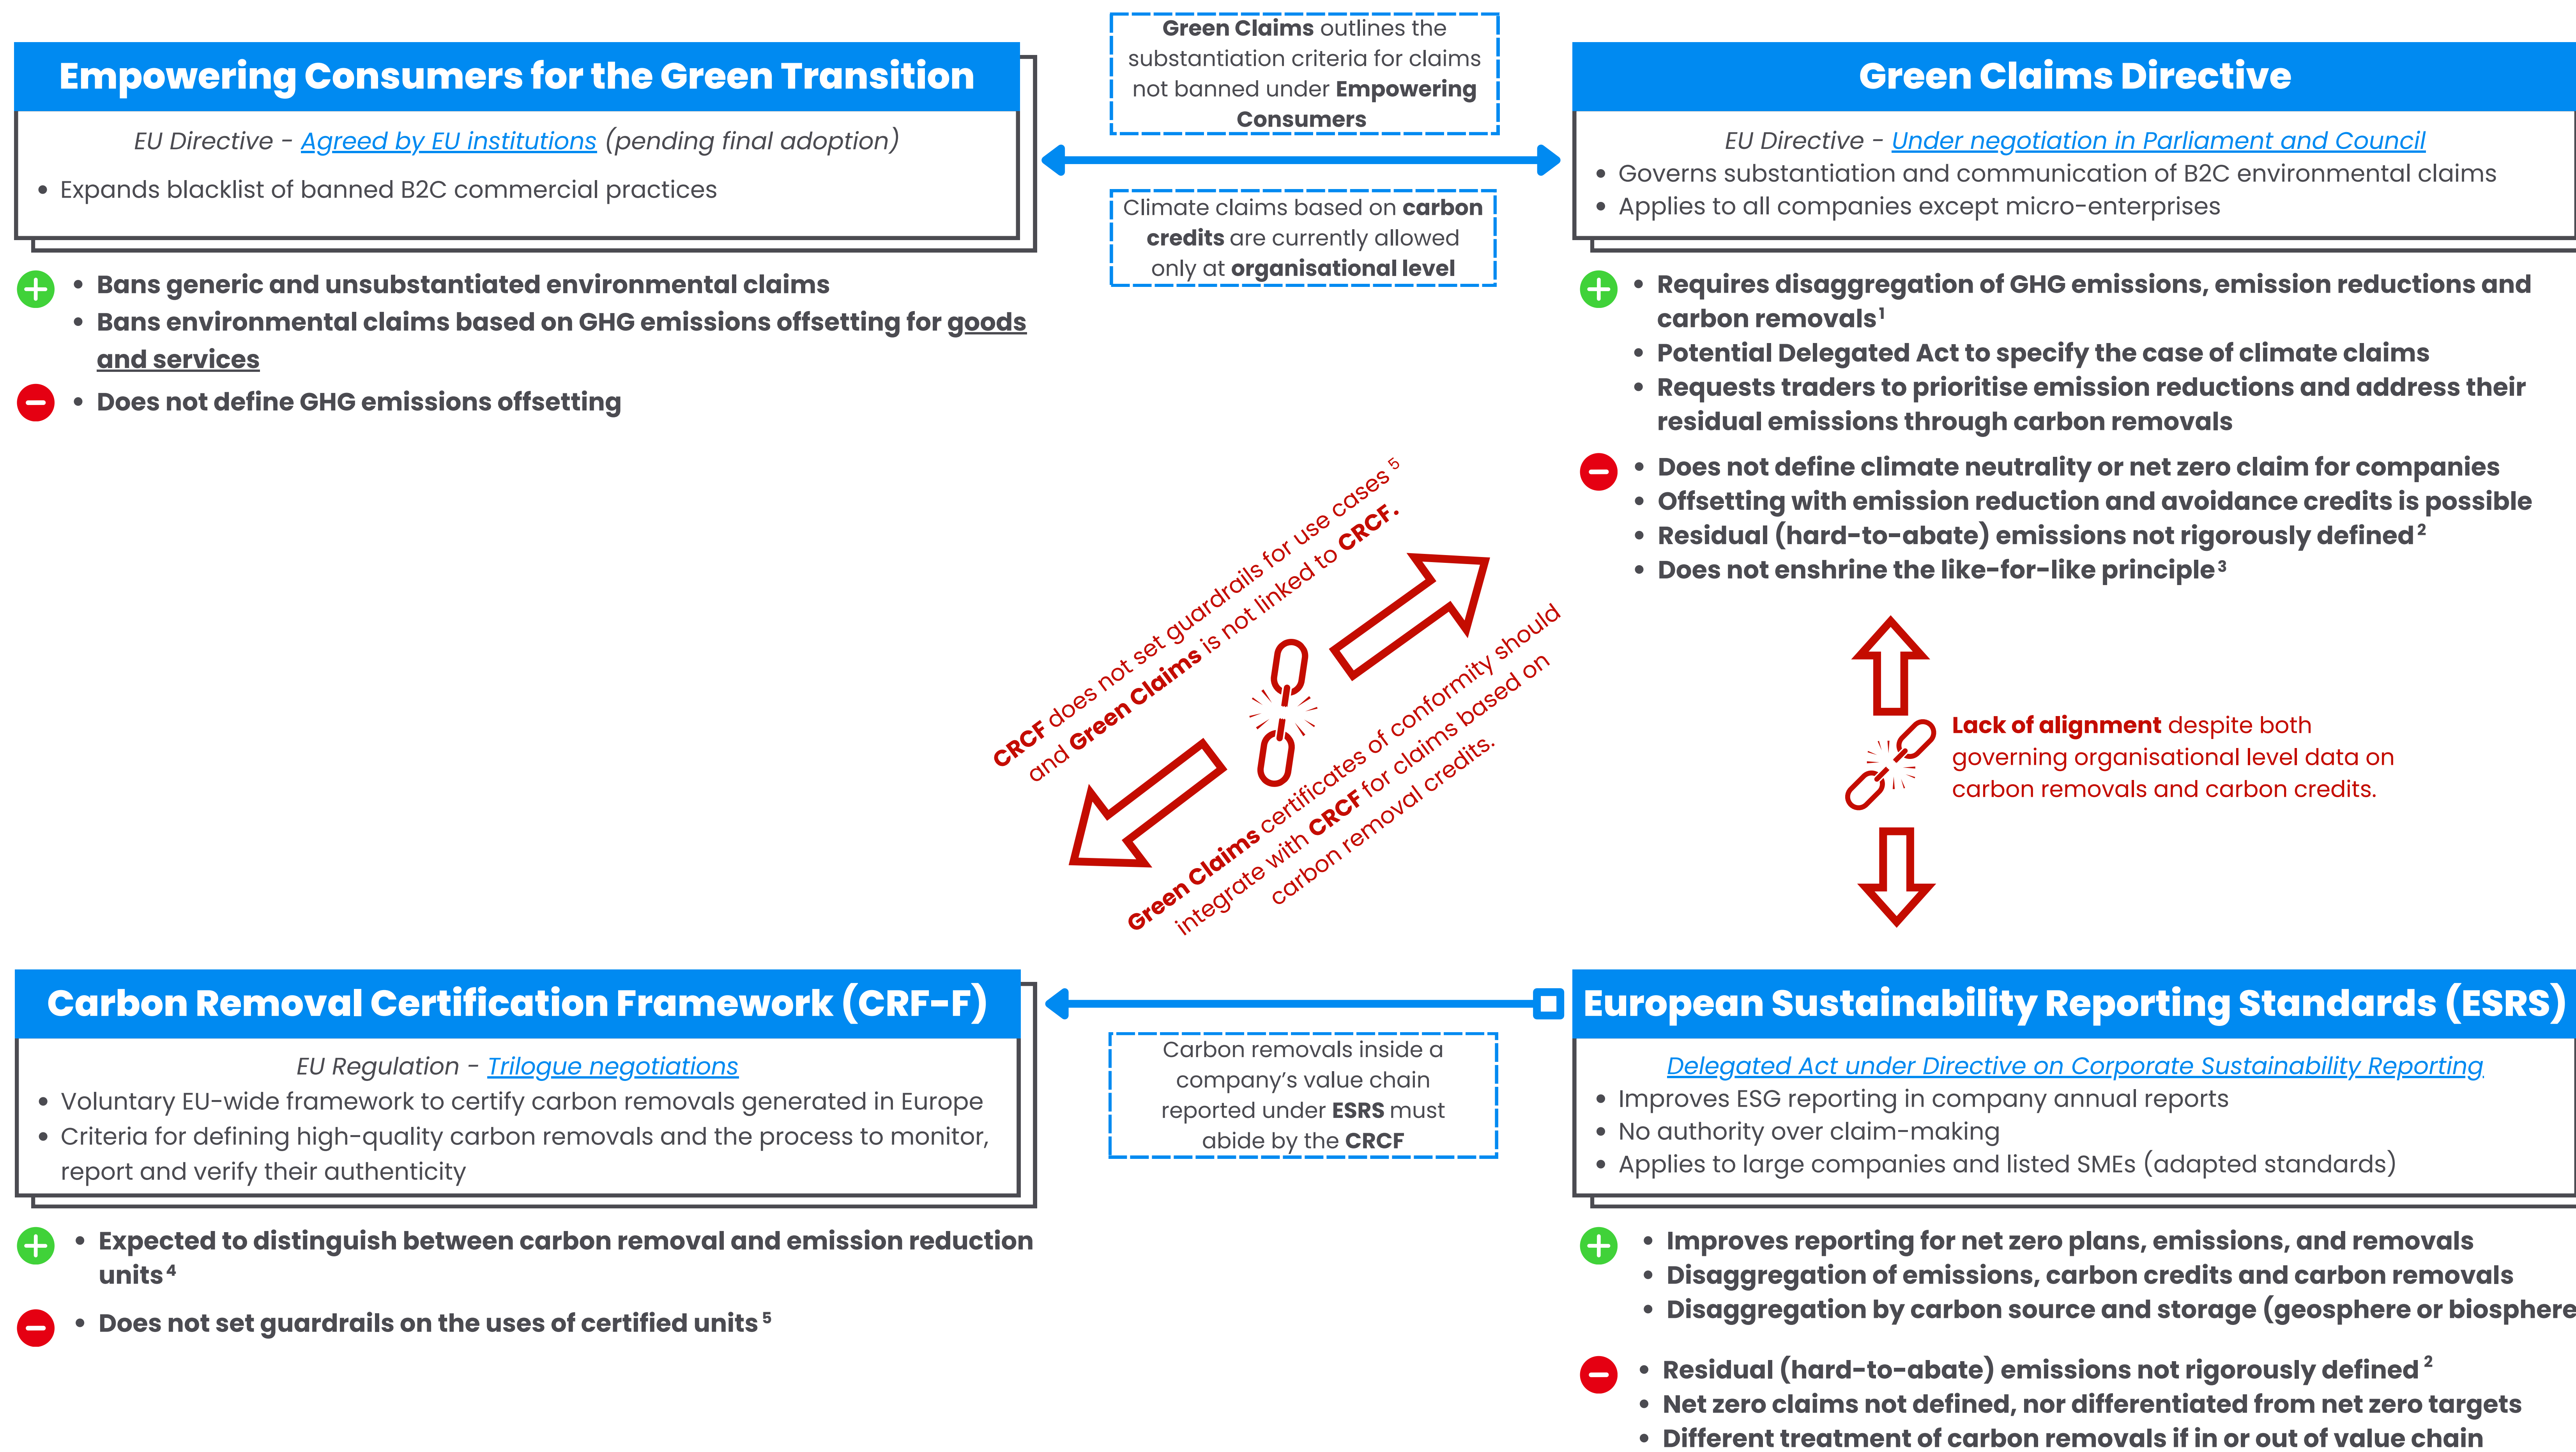 Empowering Consumers for the Green Transition
EU Directive - Agreed by EU institutions (pending final adoption)
• Expands blacklist of banned B2C commercial practices
• Bans generic and unsubstantiated environmental claims
• Bans environmental claims based on GHG emissions offsetting for goods
and services
• Does not define GHG emissions offsetting
Green Claims outlines the
substantiation criteria for claims
not banned under Empowering
Consumers
Climate claims based on carbon
credits are currently allowed
only at organisational level
Green Claims Directive
EU Directive - Under negotiation in Parliament and Council
• Governs substantiation and communication of B2C environmental claims
• Applies to all companies except micro-enterprises
• Requires disaggregation of GHG emissions, emission reductions and
carbon removals¹
• Potential Delegated Act to specify the case of climate claims
• Requests traders to prioritise emission reductions and address their
residual emissions through carbon removals
• Does not define climate neutrality or net zero claim for companies
• Offsetting with emission reduction and avoidance credits is possible
• Residual (hard-to-abate) emissions not rigorously defined²
• Does not enshrine the like-for-like principle³
CRCF does not set guardrails for use cases ⁵
and Green Claims is not linked to CRCF.
Green Claims certificates of conformity should
integrate with CRCF for claims based on
carbon removal credits.
Lack of alignment despite both
governing organisational level data on
carbon removals and carbon credits.
Carbon Removal Certification Framework (CRF-F)
EU Regulation - Trilogue negotiations
• Voluntary EU-wide framework to certify carbon removals generated in Europe
• Criteria for defining high-quality carbon removals and the process to monitor,
report and verify their authenticity
• Expected to distinguish between carbon removal and emission reduction
units⁴
• Does not set guardrails on the uses of certified units⁵
Carbon removals inside a
company's value chain
reported under ESRS must
abide by the CRCF
European Sustainability Reporting Standards (ESRS)
Delegated Act under Directive on Corporate Sustainability Reporting
• Improves ESG reporting in company annual reports
• No authority over claim-making
• Applies to large companies and listed SMEs (adapted standards)
• Improves reporting for net zero plans, emissions, and removals
• Disaggregation of emissions, carbon credits and carbon removals
• Disaggregation by carbon source and storage (geosphere or biosphere
• Residual (hard-to-abate) emissions not rigorously defined ²
• Net zero claims not defined, nor differentiated from net zero targets
• Different treatment of carbon removals if in or out of value chain